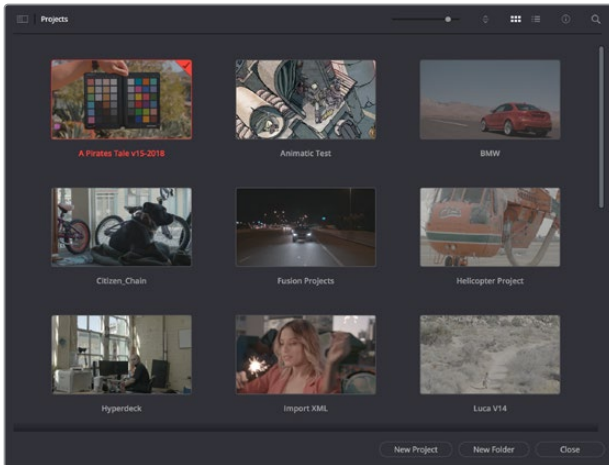 Projects
A Pirates Tale v15-2018
Animatic Test
BMW
Citizen_Chain
Fusion Projects
Helicopter Project
Hyperdeck
Import XML
Luca V14
New Project
New Folder
Close